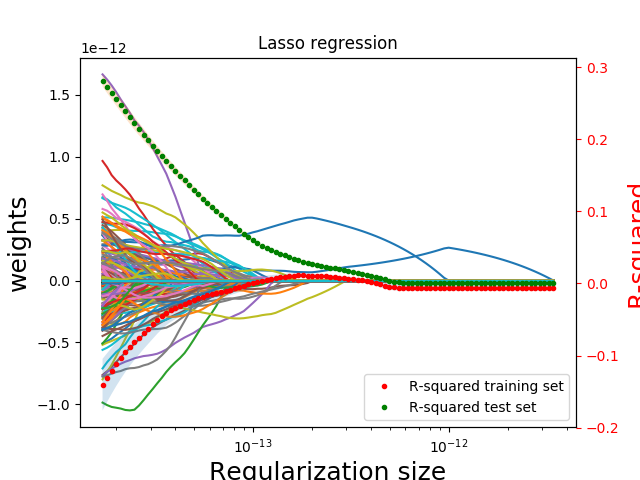 Lasso regression
1e−12
1.5
1.0
0.5
0.0
−0.5
−1.0
weights
0.3
0.2
0.1
0.0
−0.1
−0.2
R-squared
R-squared training set
R-squared test set
10−13
10−12
Regularization size